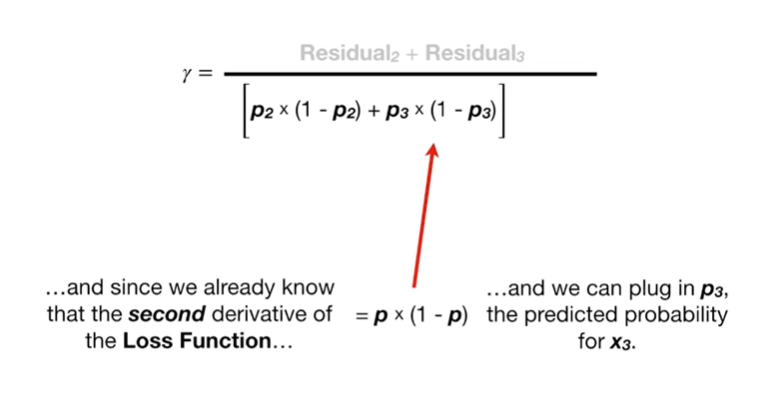 Residual₂ + Residual₃
γ =
[p₂ × (1 - p₂) + p₃ × (1 - p₃)]
…and since we already know
that the second derivative of
the Loss Function…
= p × (1 - p)
…and we can plug in p₃,
the predicted probability
for x₃.